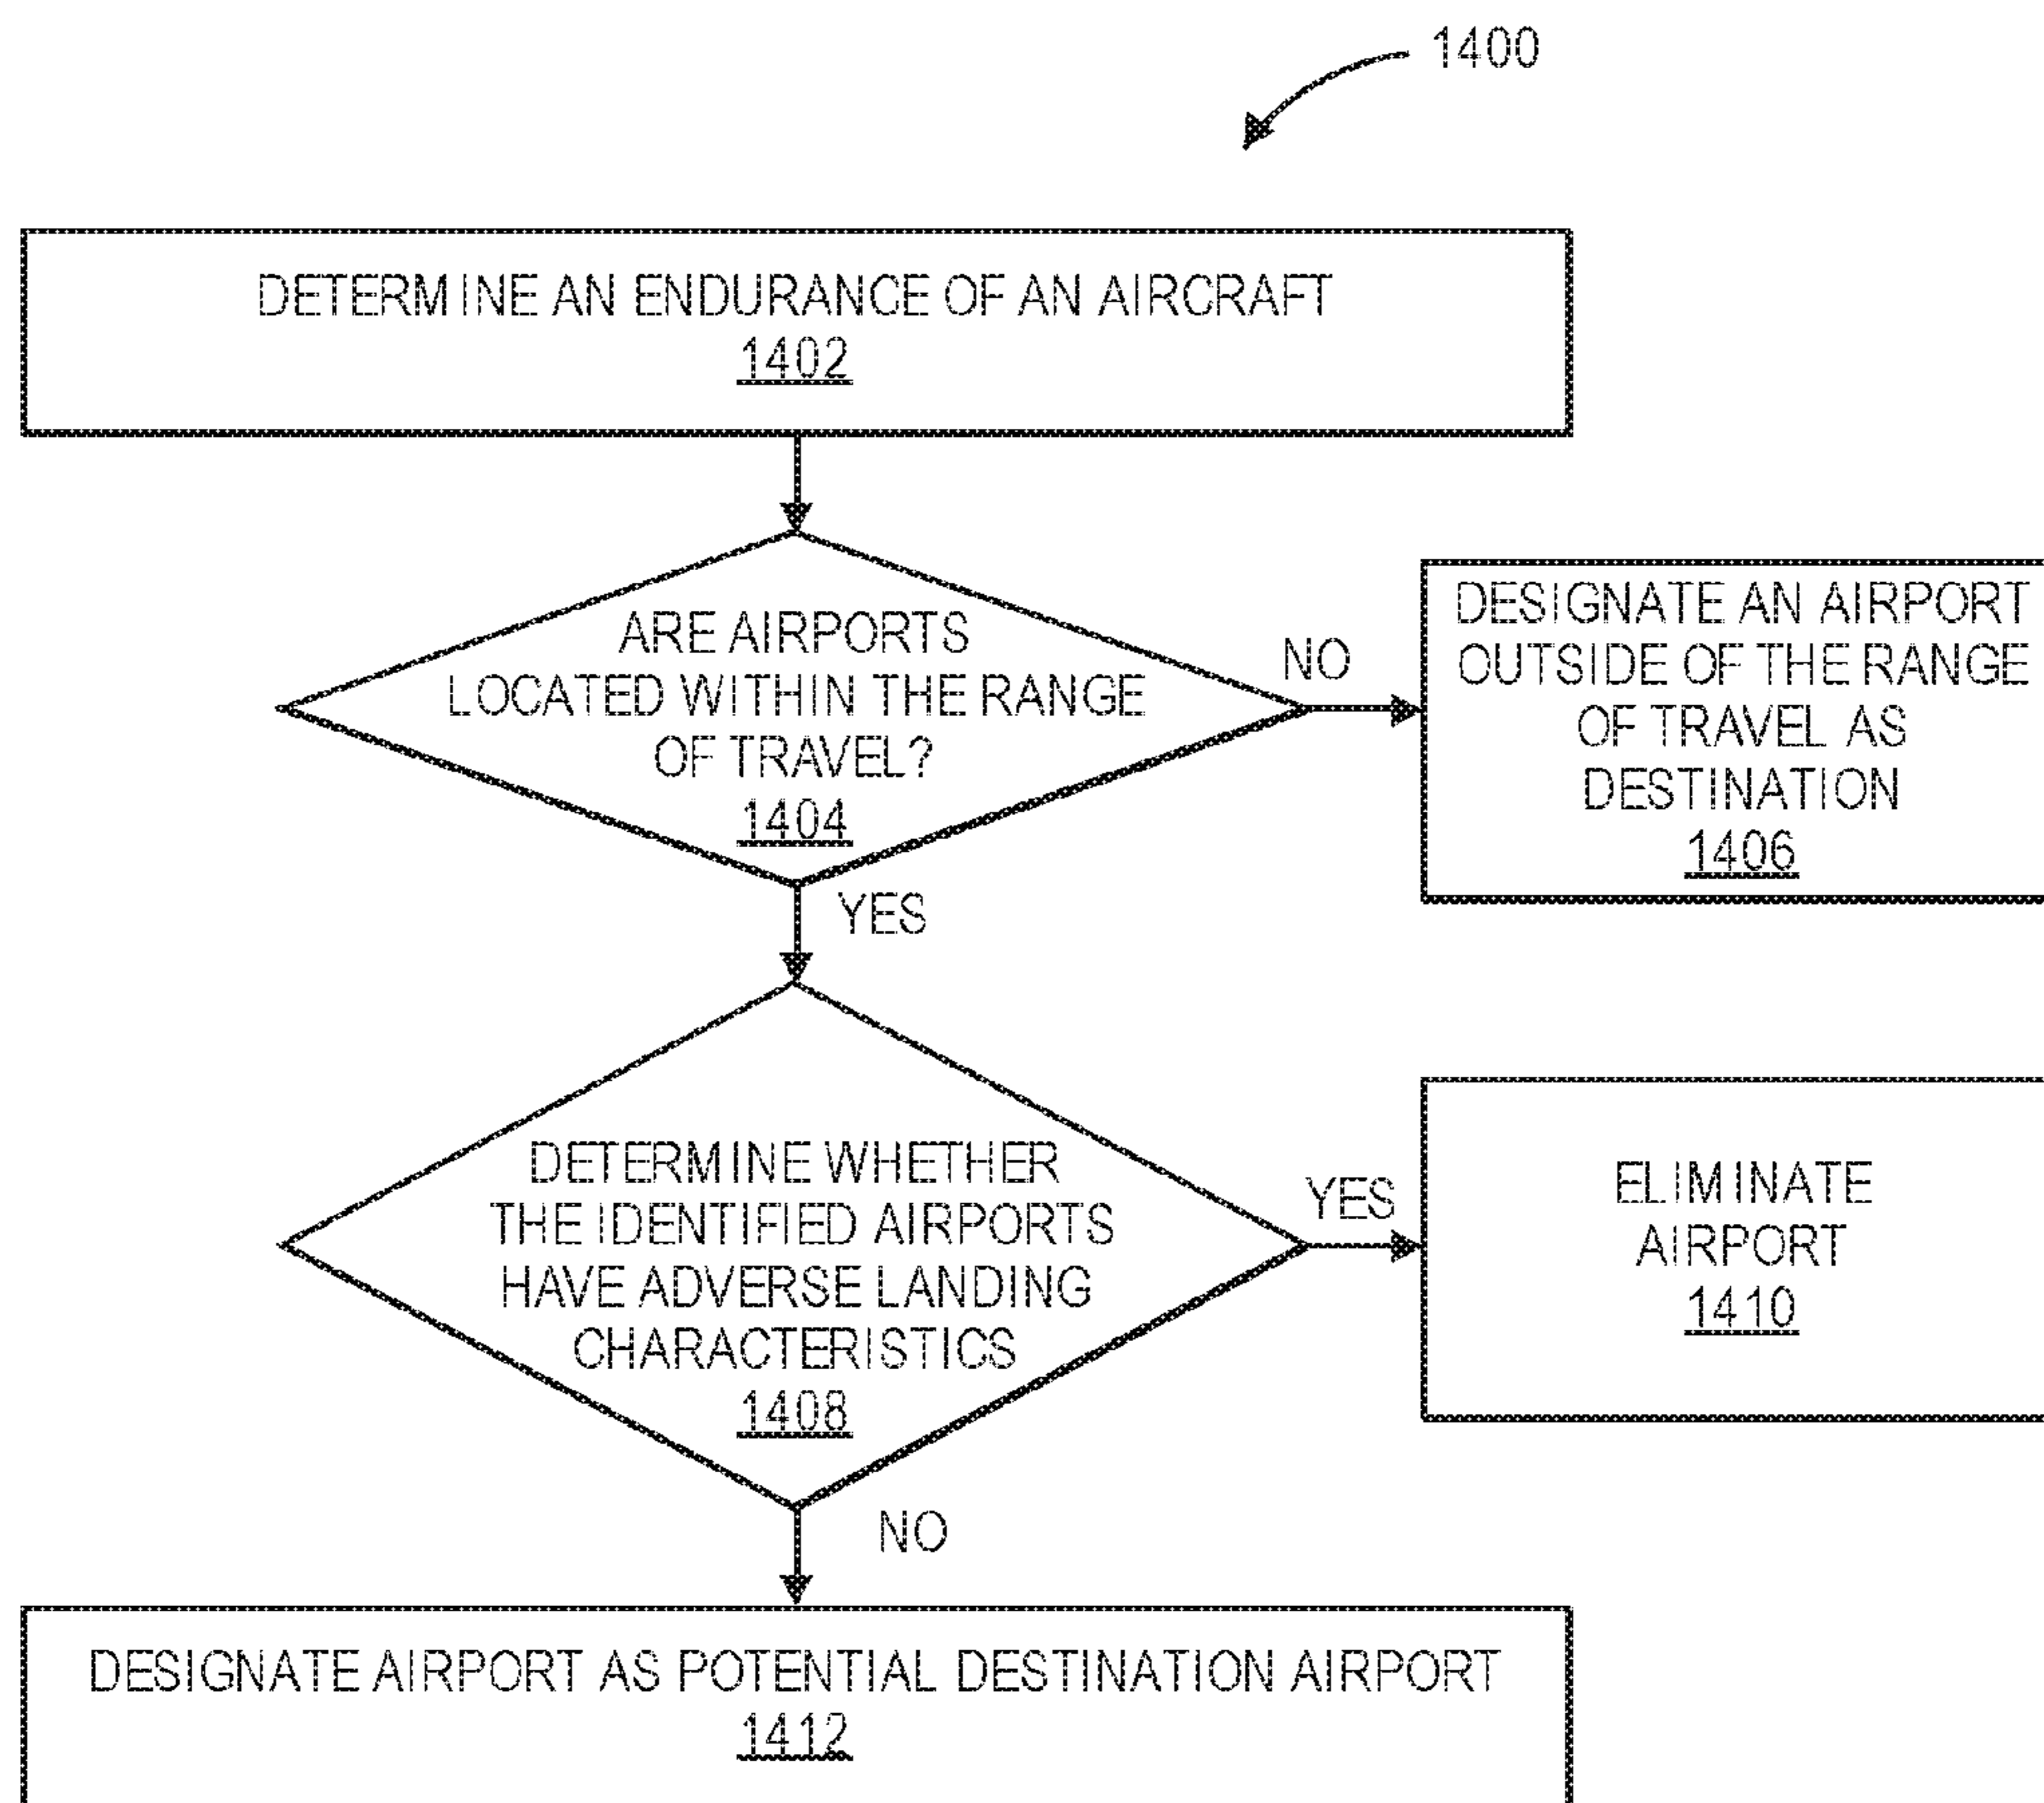 1400
DETERMINE AN ENDURANCE OF AN AIRCRAFT
1402
ARE AIRPORTS
LOCATED WITHIN THE RANGE
OF TRAVEL?
1404
NO
DESIGNATE AN AIRPORT
OUTSIDE OF THE RANGE
OF TRAVEL AS
DESTINATION
1406
YES
DETERMINE WHETHER
THE IDENTIFIED AIRPORTS
HAVE ADVERSE LANDING
CHARACTERISTICS
1408
YES
ELIMINATE
AIRPORT
1410
NO
DESIGNATE AIRPORT AS POTENTIAL DESTINATION AIRPORT
1412